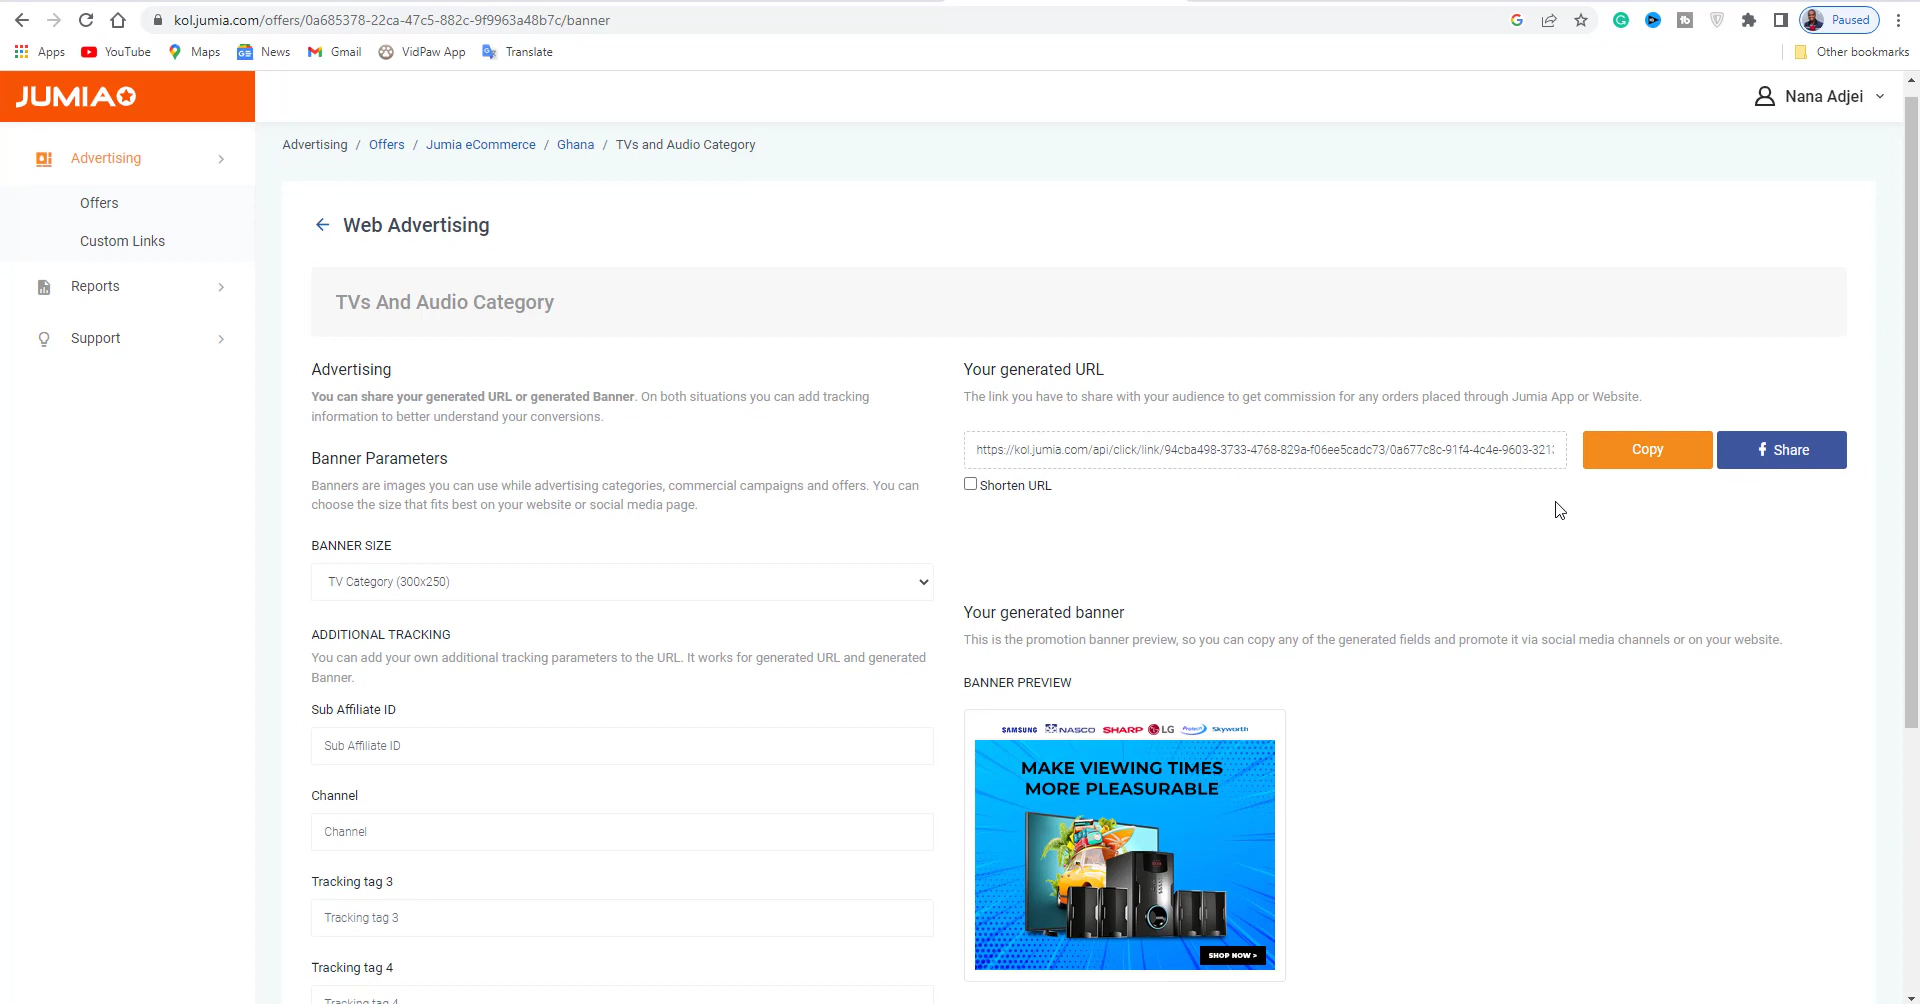 kol.jumia.com/offers/0a685378-22ca-47c5-882c-9f9963a48b7c/banner
Paused
Apps
YouTube
Maps
News
Gmail
VidPaw App
Translate
Other bookmarks
JUMIA
Nana Adjei
Advertising
Offers
Custom Links
Reports
Support
Advertising / Offers / Jumia eCommerce / Ghana / TVs and Audio Category
Web Advertising
TVs And Audio Category
Advertising
You can share your generated URL or generated Banner. On both situations you can add tracking
information to better understand your conversions.
Banner Parameters
Banners are images you can use while advertising categories, commercial campaigns and offers. You can
choose the size that fits best on your website or social media page.
BANNER SIZE
TV Category (300x250)
ADDITIONAL TRACKING
You can add your own additional tracking parameters to the URL. It works for generated URL and generated
Banner.
Sub Affiliate ID
Sub Affiliate ID
Channel
Channel
Tracking tag 3
Tracking tag 3
Tracking tag 4
Tracking tag 4
Your generated URL
The link you have to share with your audience to get commission for any orders placed through Jumia App or Website.
https://kol.jumia.com/api/click/link/94cba498-3733-4768-829a-f06ee5cadc73/0a677c8c-91f4-4c4e-9603-321
Copy
Share
Shorten URL
Your generated banner
This is the promotion banner preview, so you can copy any of the generated fields and promote it via social media channels or on your website.
BANNER PREVIEW
SAMSUNG NASCO SHARP LG Protech Skyworth
MAKE VIEWING TIMES
MORE PLEASURABLE
SHOP NOW >